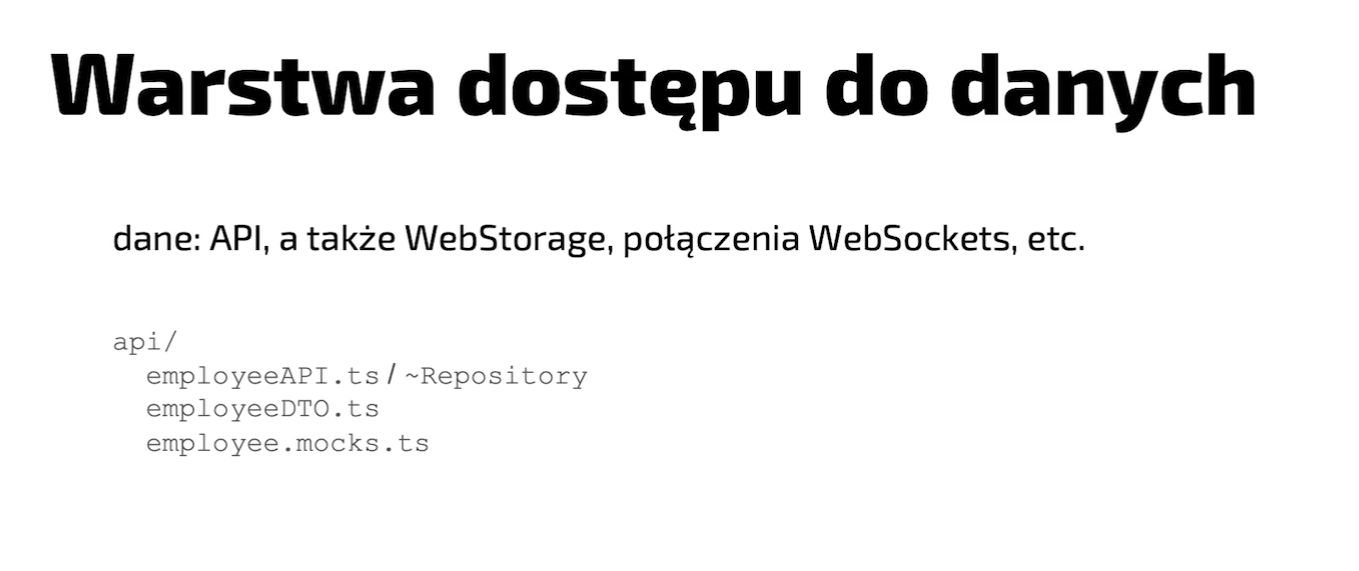 Warstwa dostępu do danych
dane: API, a także WebStorage, połączenia WebSockets, etc.
api/
employeeAPI.ts / ~Repository
employeeDTO.ts
employee.mocks.ts